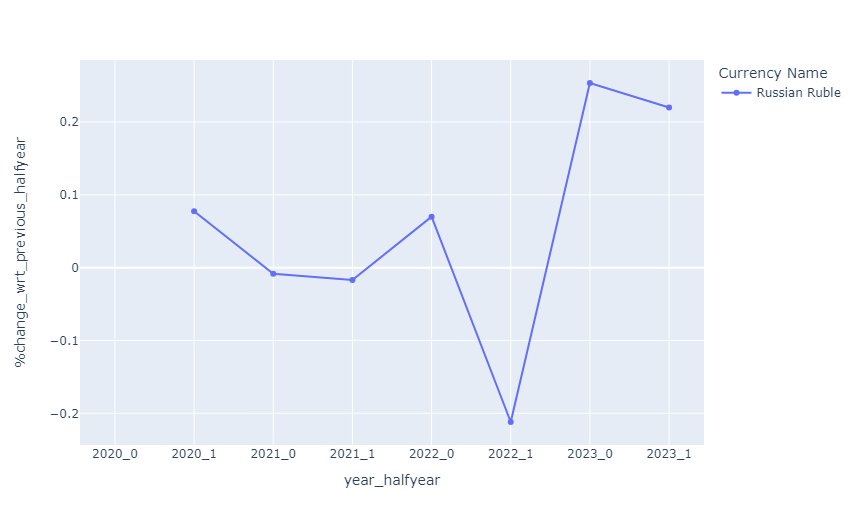 Currency Name
Russian Ruble
%change_wrt_previous_halfyear
0.2
0.1
0
−0.1
−0.2
2020_0 2020_1 2021_0 2021_1 2022_0 2022_1 2023_0 2023_1
year_halfyear